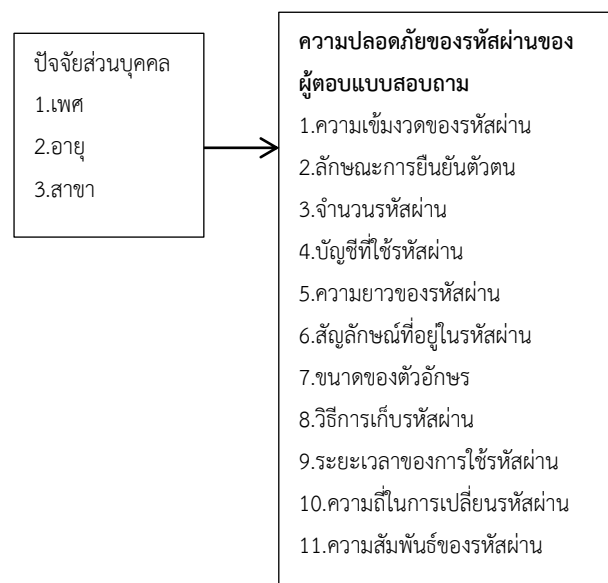 ปัจจัยส่วนบุคคล
1.เพศ
2.อายุ
3.สาขา
ความปลอดภัยของรหัสผ่านของ
ผู้ตอบแบบสอบถาม
1.ความเข้มงวดของรหัสผ่าน
2.ลักษณะการยืนยันตัวตน
3.จำนวนรหัสผ่าน
4.บัญชีที่ใช้รหัสผ่าน
5.ความยาวของรหัสผ่าน
6.สัญลักษณ์ที่อยู่ในรหัสผ่าน
7.ขนาดของตัวอักษร
8.วิธีการเก็บรหัสผ่าน
9.ระยะเวลาของการใช้รหัสผ่าน
10.ความถี่ในการเปลี่ยนรหัสผ่าน
11.ความสัมพันธ์ของรหัสผ่าน